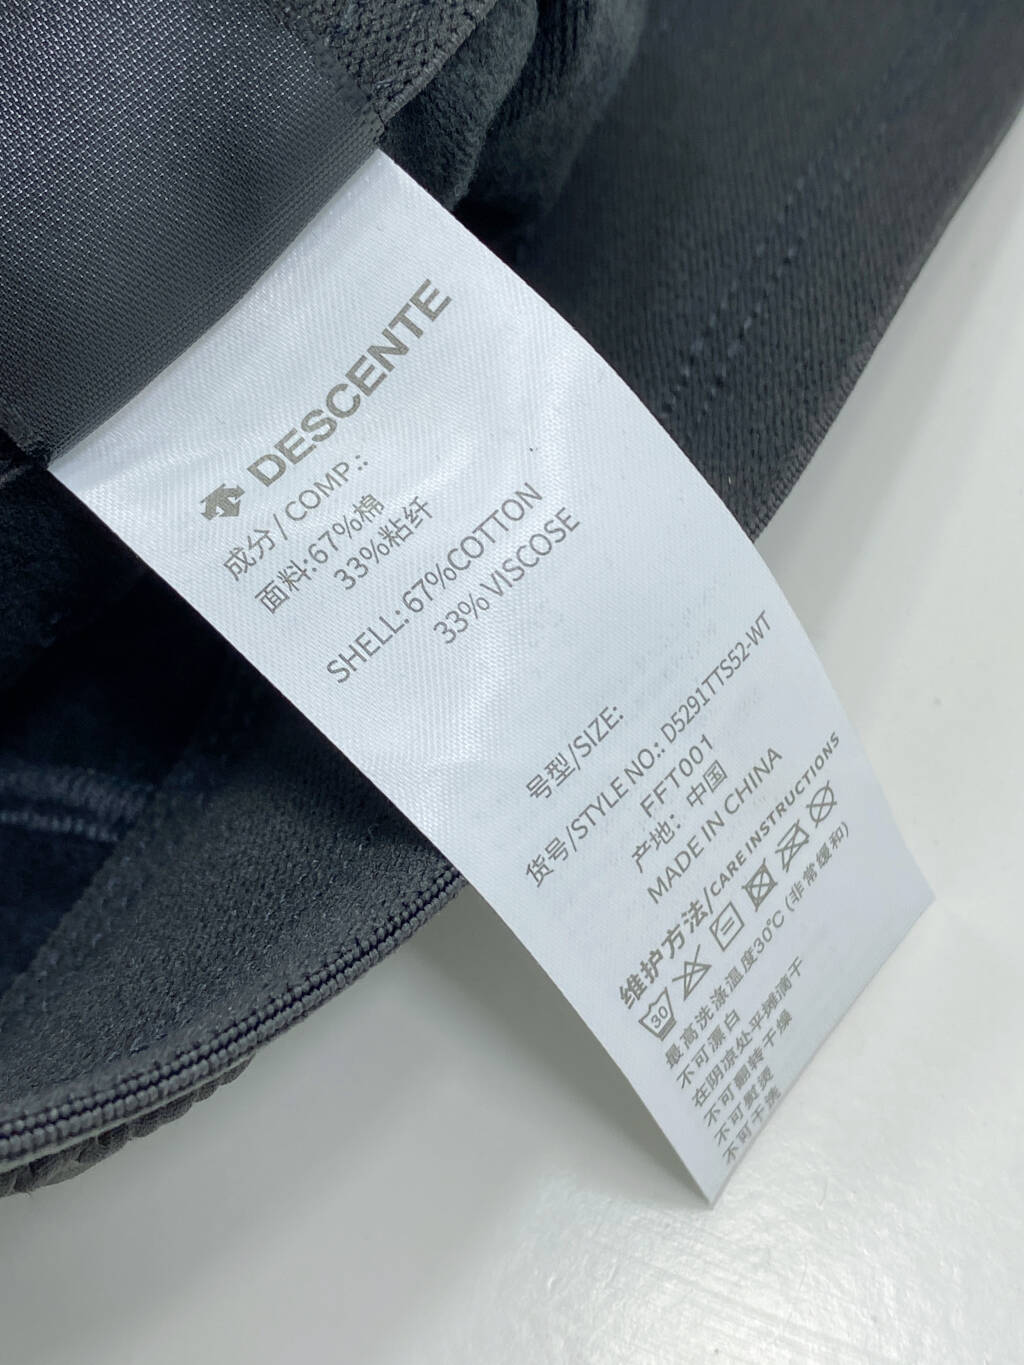 DESCENTE
成分/COMP.::
面料:67%棉
33%粘纤
SHELL: 67%COTTON
33% VISCOSE
号型/SIZE:
货号/STYLE NO.: D5291TTS52-WT
FFT001
产地: 中国
MADE IN CHINA
维护方法/CARE INSTRUCTIONS
30
最高洗涤温度30℃(非常缓和)
不可漂白
在阴凉处平摊滴干
不可翻转干燥
不可熨烫
不可干洗